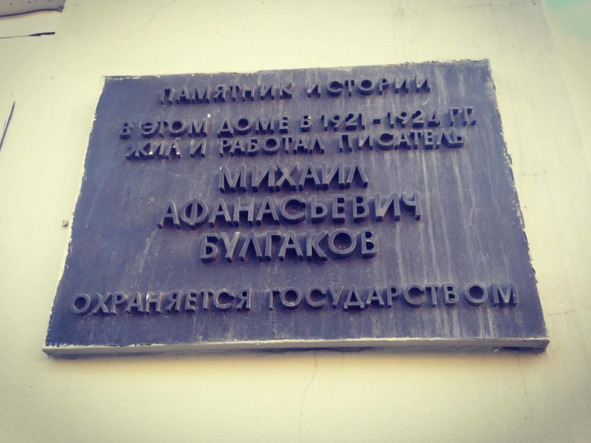 ПАМЯТНИК ИСТОРИИ
В ЭТОМ ДОМЕ В 1921-1924 ГГ.
ЖИЛ И РАБОТАЛ ПИСАТЕЛЬ
МИХАИЛ
АФАНАСЬЕВИЧ
БУЛГАКОВ
ОХРАНЯЕТСЯ ГОСУДАРСТВОМ